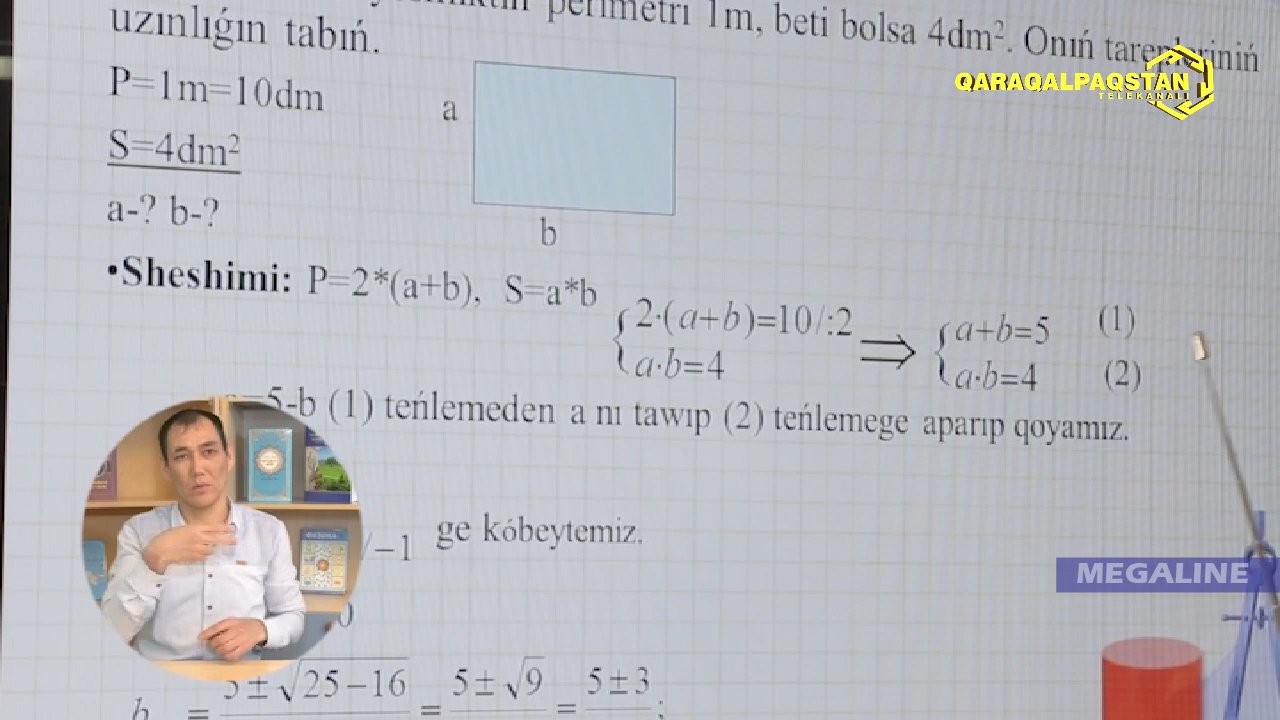 perimetri 1m, beti bolsa 4dm². Onıń
uzınlıǵın tabıń.
QARAQALPAQSTAN
TELEKANALI
P=1m=10dm
a
S=4dm²
a-? b-?
b
•Sheshimi: P=2*(a+b), S=a*b
{2·(a+b)=10/:2 ⟹ {a+b=5 (1)
{a·b=4 {a·b=4 (2)
=5-b (1) teńlemeden a nı tawıp (2) teńlemege aparıp qoyamız.
/−1 ge kóbeytemiz.
MEGALINE
b = 5±√25−16 = 5±√9 = 5±3 ;